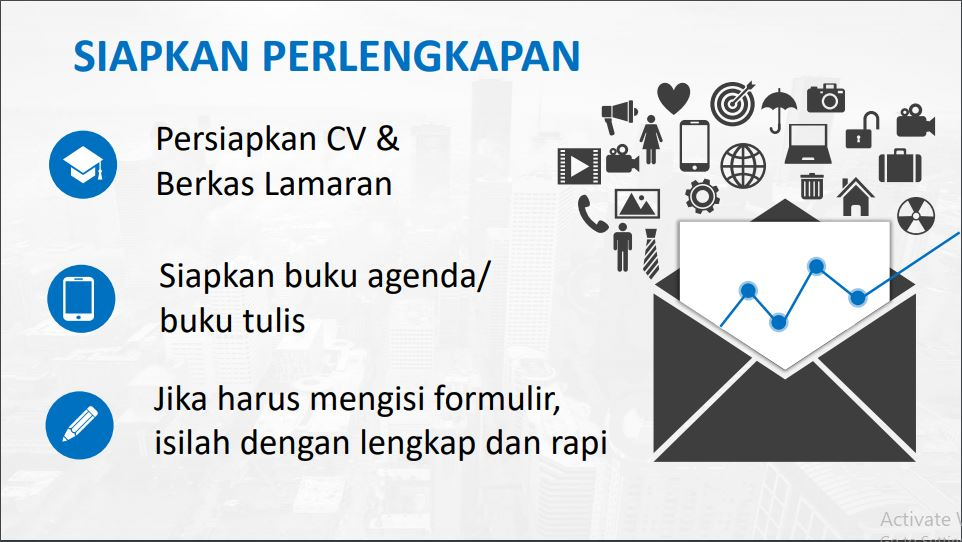 SIAPKAN PERLENGKAPAN
Persiapkan CV &
Berkas Lamaran
Siapkan buku agenda/
buku tulis
Jika harus mengisi formulir,
isilah dengan lengkap dan rapi
Activate